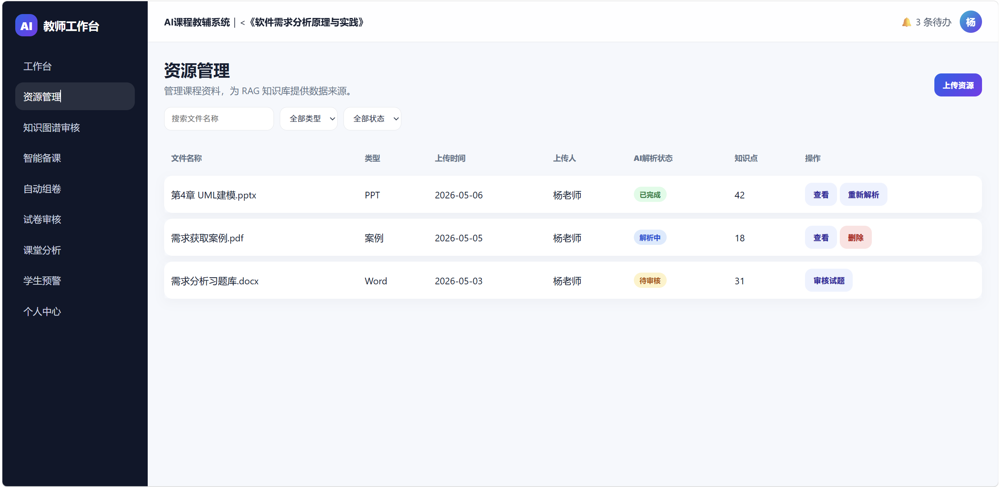 AI 教师工作台
工作台
资源管理
知识图谱审核
智能备课
自动组卷
试卷审核
课堂分析
学生预警
个人中心
AI课程教辅系统 | <《软件需求分析原理与实践》
🔔 3 条待办 杨
资源管理
管理课程资料，为 RAG 知识库提供数据来源。
上传资源
搜索文件名称 全部类型 全部状态
文件名称 类型 上传时间 上传人 AI解析状态 知识点 操作
第4章 UML建模.pptx PPT 2026-05-06 杨老师 已完成 42 查看 重新解析
需求获取案例.pdf 案例 2026-05-05 杨老师 解析中 18 查看 删除
需求分析习题库.docx Word 2026-05-03 杨老师 待审核 31 审核试题